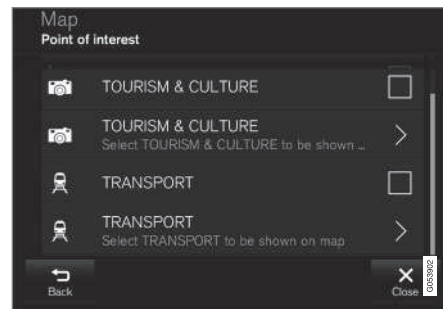 Map
Point of interest
TOURISM & CULTURE
TOURISM & CULTURE
Select TOURISM & CULTURE to be shown ...
TRANSPORT
TRANSPORT
Select TRANSPORT to be shown on map
Back
Close
G053902